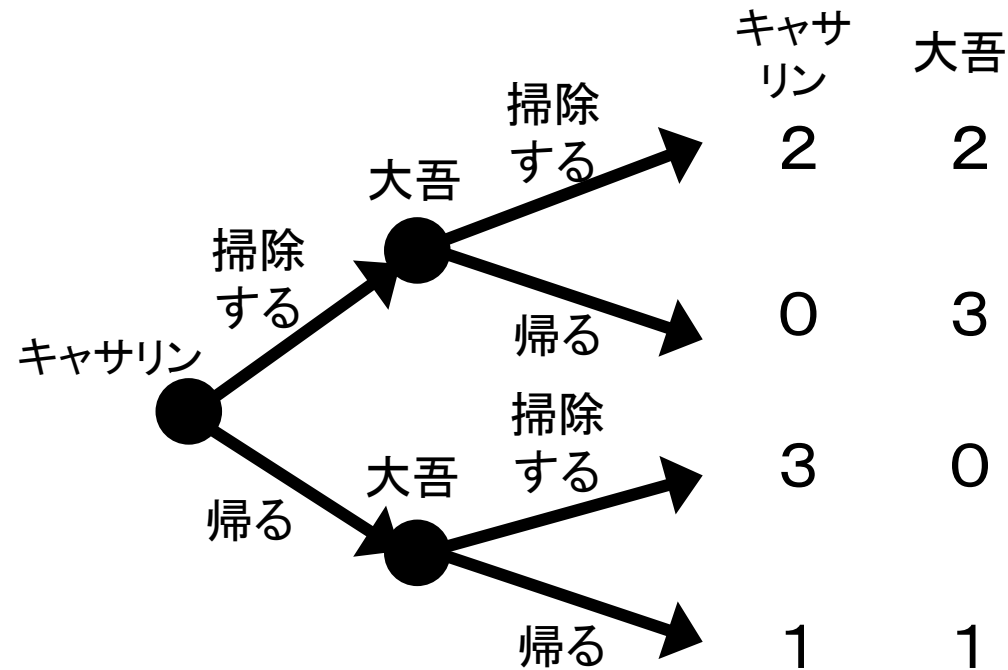 キャサ
リン
大吾
掃除
する
2
2
大吾
掃除
する
帰る
0
3
キャサリン
掃除
する
3
0
大吾
帰る
帰る
1
1